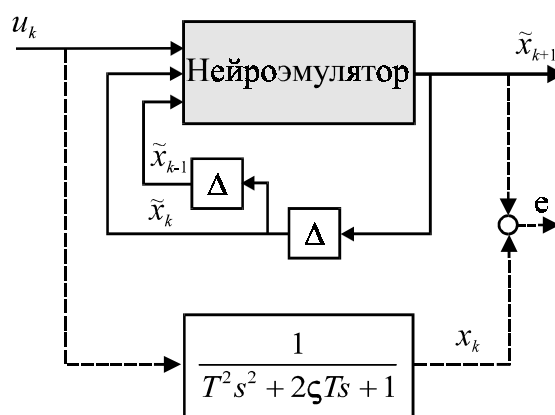 u_k
x̃_{k+1}
Нейроэмулятор
x̃_{k-1}
Δ
x̃_k
Δ
e
x_k
1
T²s² + 2ςTs + 1